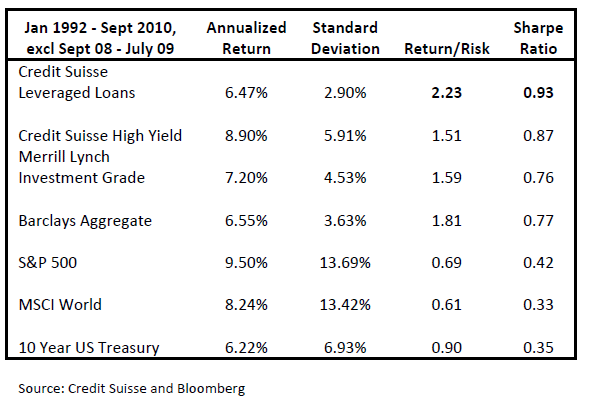 Jan 1992 - Sept 2010, Annualized Standard Sharpe
excl Sept 08 - July 09 Return Deviation Return/Risk Ratio
Credit Suisse
Leveraged Loans 6.47% 2.90% 2.23 0.93
Credit Suisse High Yield 8.90% 5.91% 1.51 0.87
Merrill Lynch
Investment Grade 7.20% 4.53% 1.59 0.76
Barclays Aggregate 6.55% 3.63% 1.81 0.77
S&P 500 9.50% 13.69% 0.69 0.42
MSCI World 8.24% 13.42% 0.61 0.33
10 Year US Treasury 6.22% 6.93% 0.90 0.35
Source: Credit Suisse and Bloomberg